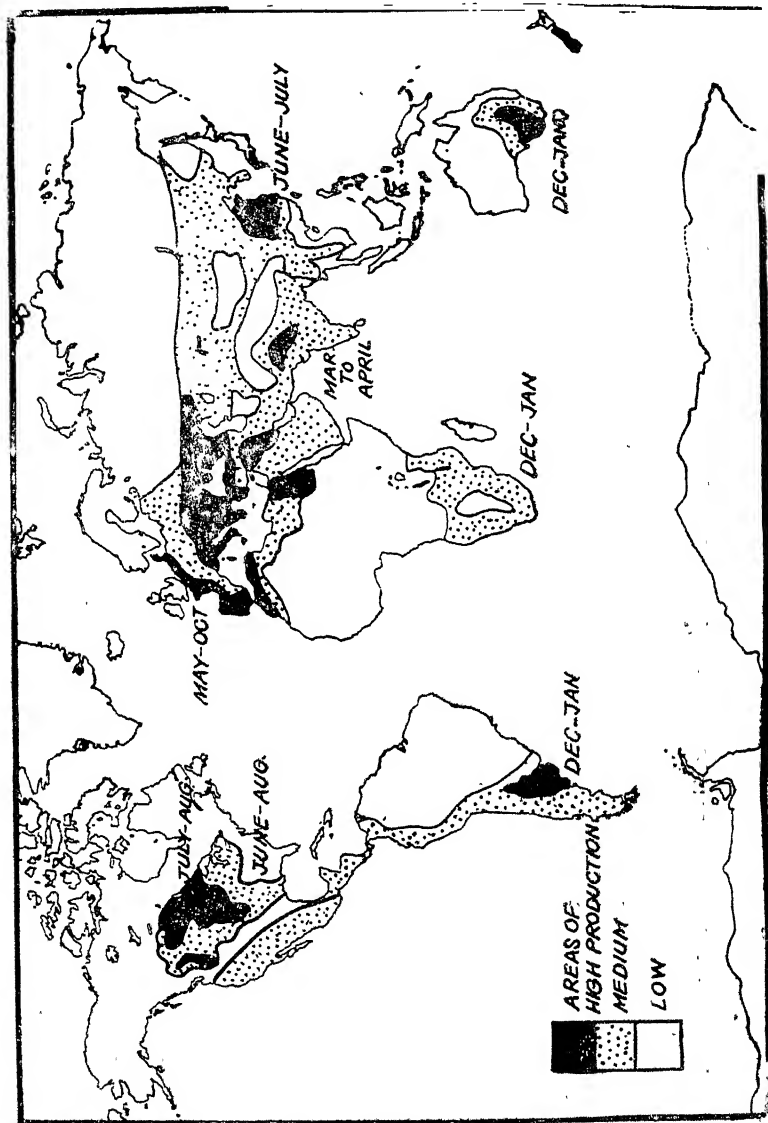 JULY-AUG.
JUNE-AUG.
MAY-OCT
JUNE-JULY
MAR.
TO
APRIL
DEC-JAN
DEC-JAN
DEC-JAN
AREAS OF
HIGH PRODUCTION
MEDIUM
LOW